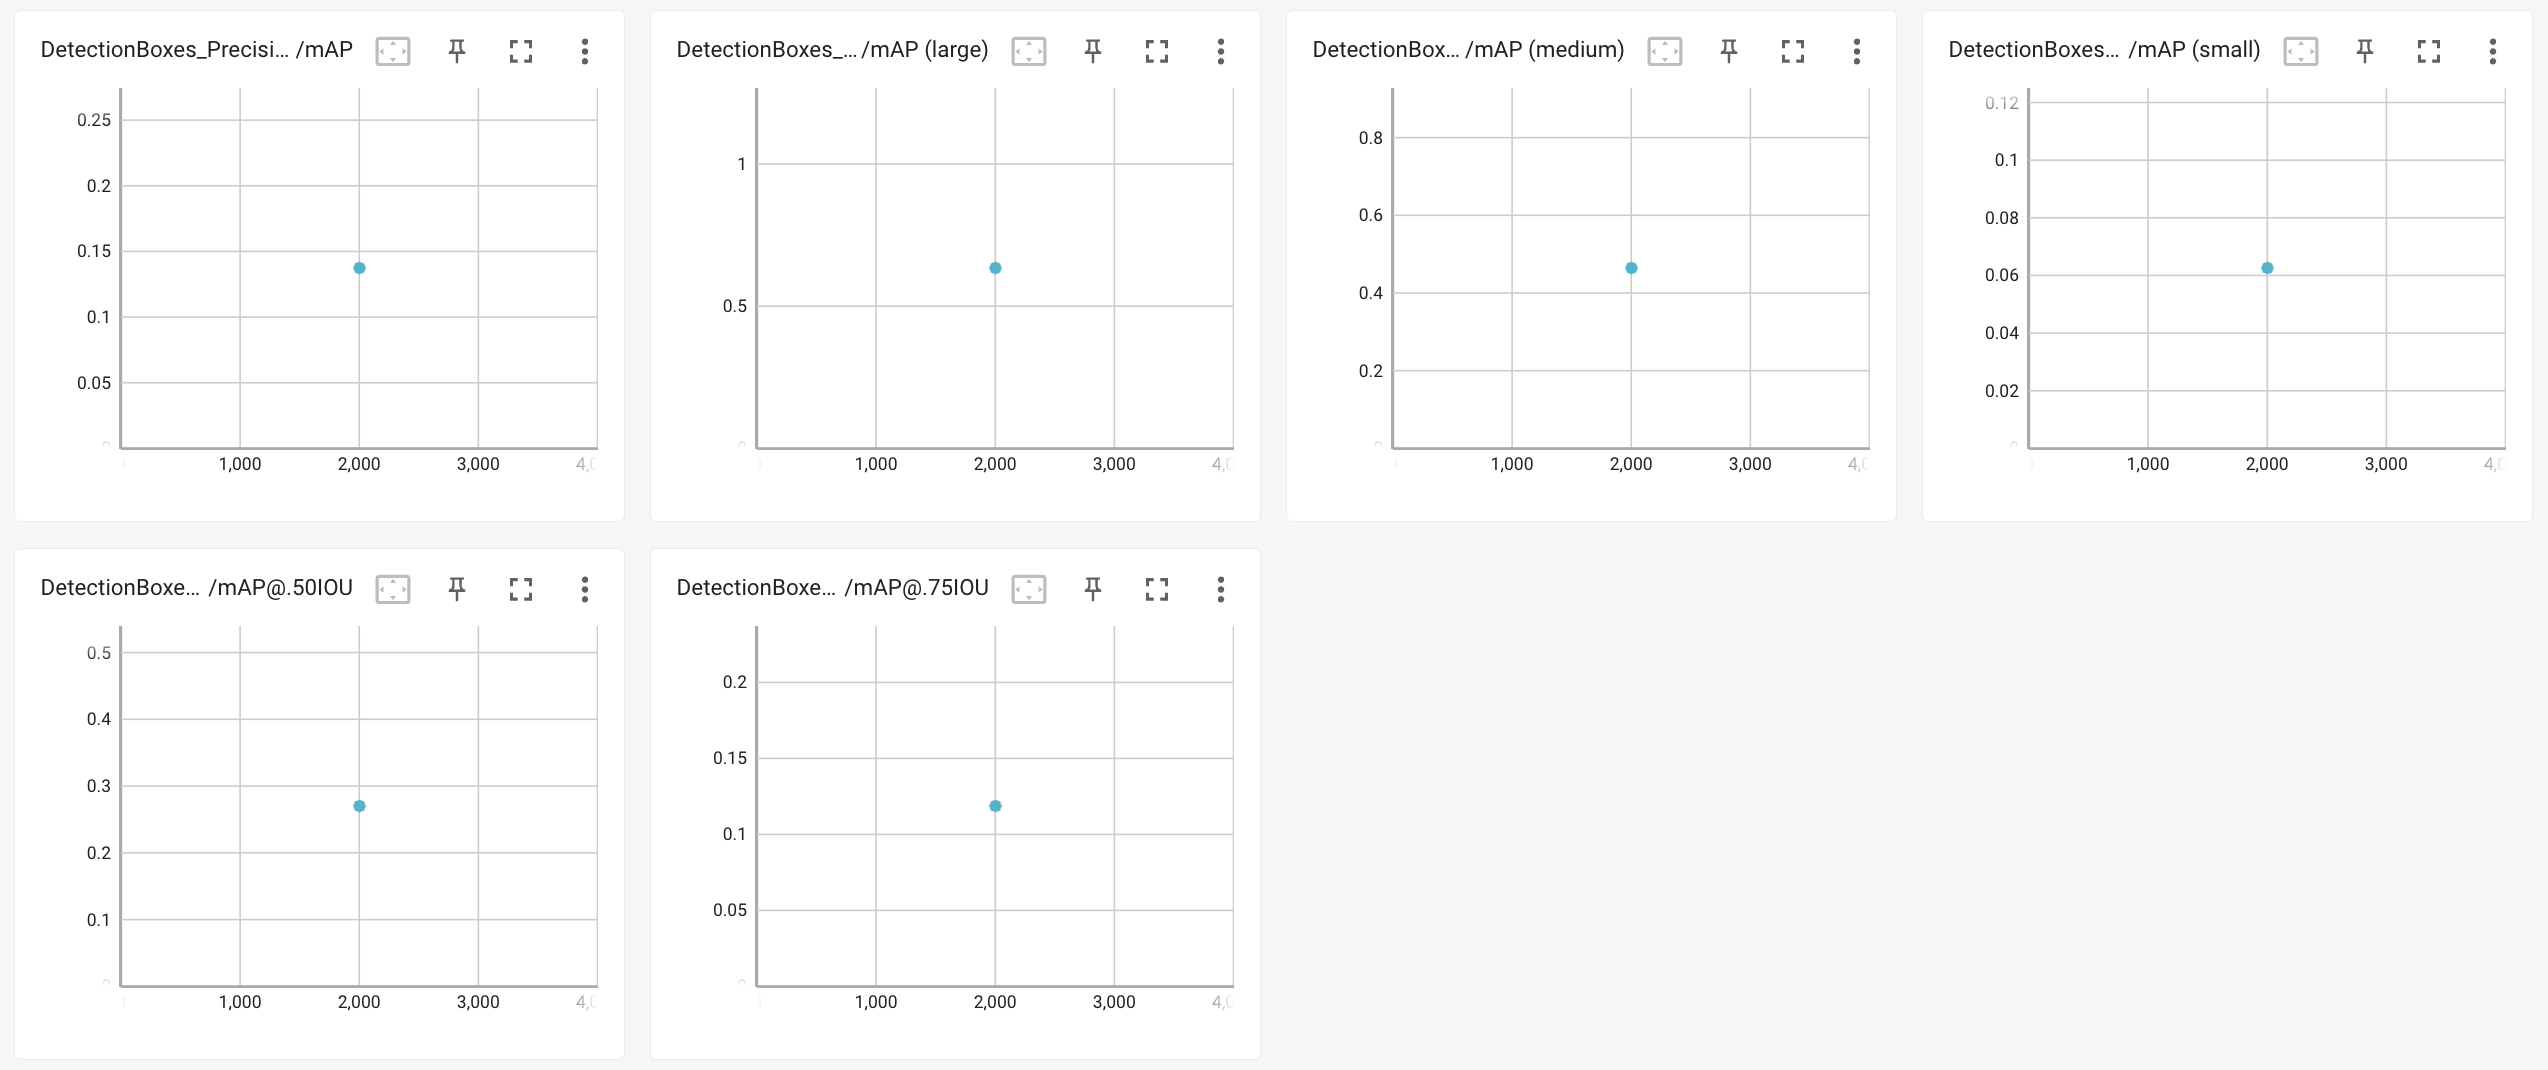 DetectionBoxes_Precisi… /mAP
0.25
0.2
0.15
0.1
0.05
1,000 2,000 3,000
DetectionBoxes_… /mAP (large)
1
0.5
1,000 2,000 3,000
DetectionBox… /mAP (medium)
0.8
0.6
0.4
0.2
1,000 2,000 3,000
DetectionBoxes… /mAP (small)
0.12
0.1
0.08
0.06
0.04
0.02
1,000 2,000 3,000
DetectionBoxe… /mAP@.50IOU
0.5
0.4
0.3
0.2
0.1
1,000 2,000 3,000
DetectionBoxe… /mAP@.75IOU
0.2
0.15
0.1
0.05
1,000 2,000 3,000